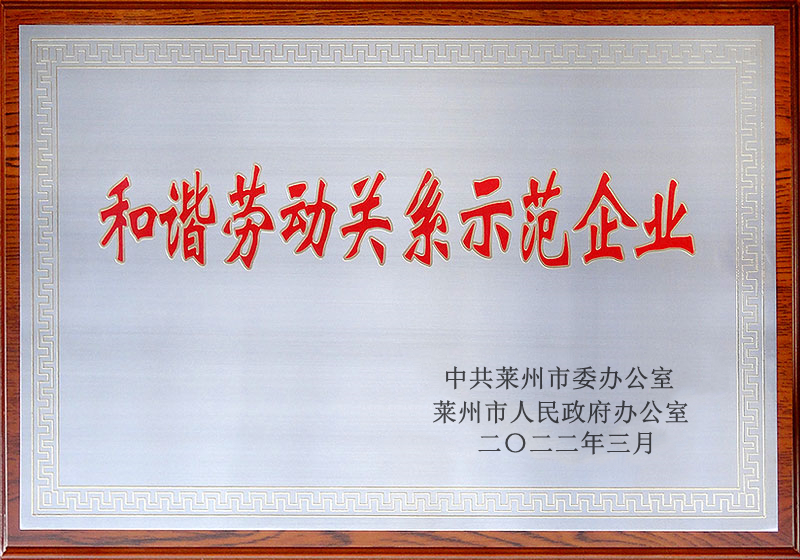 和谐劳动关系示范企业
中共莱州市委办公室
莱州市人民政府办公室
二〇二二年三月